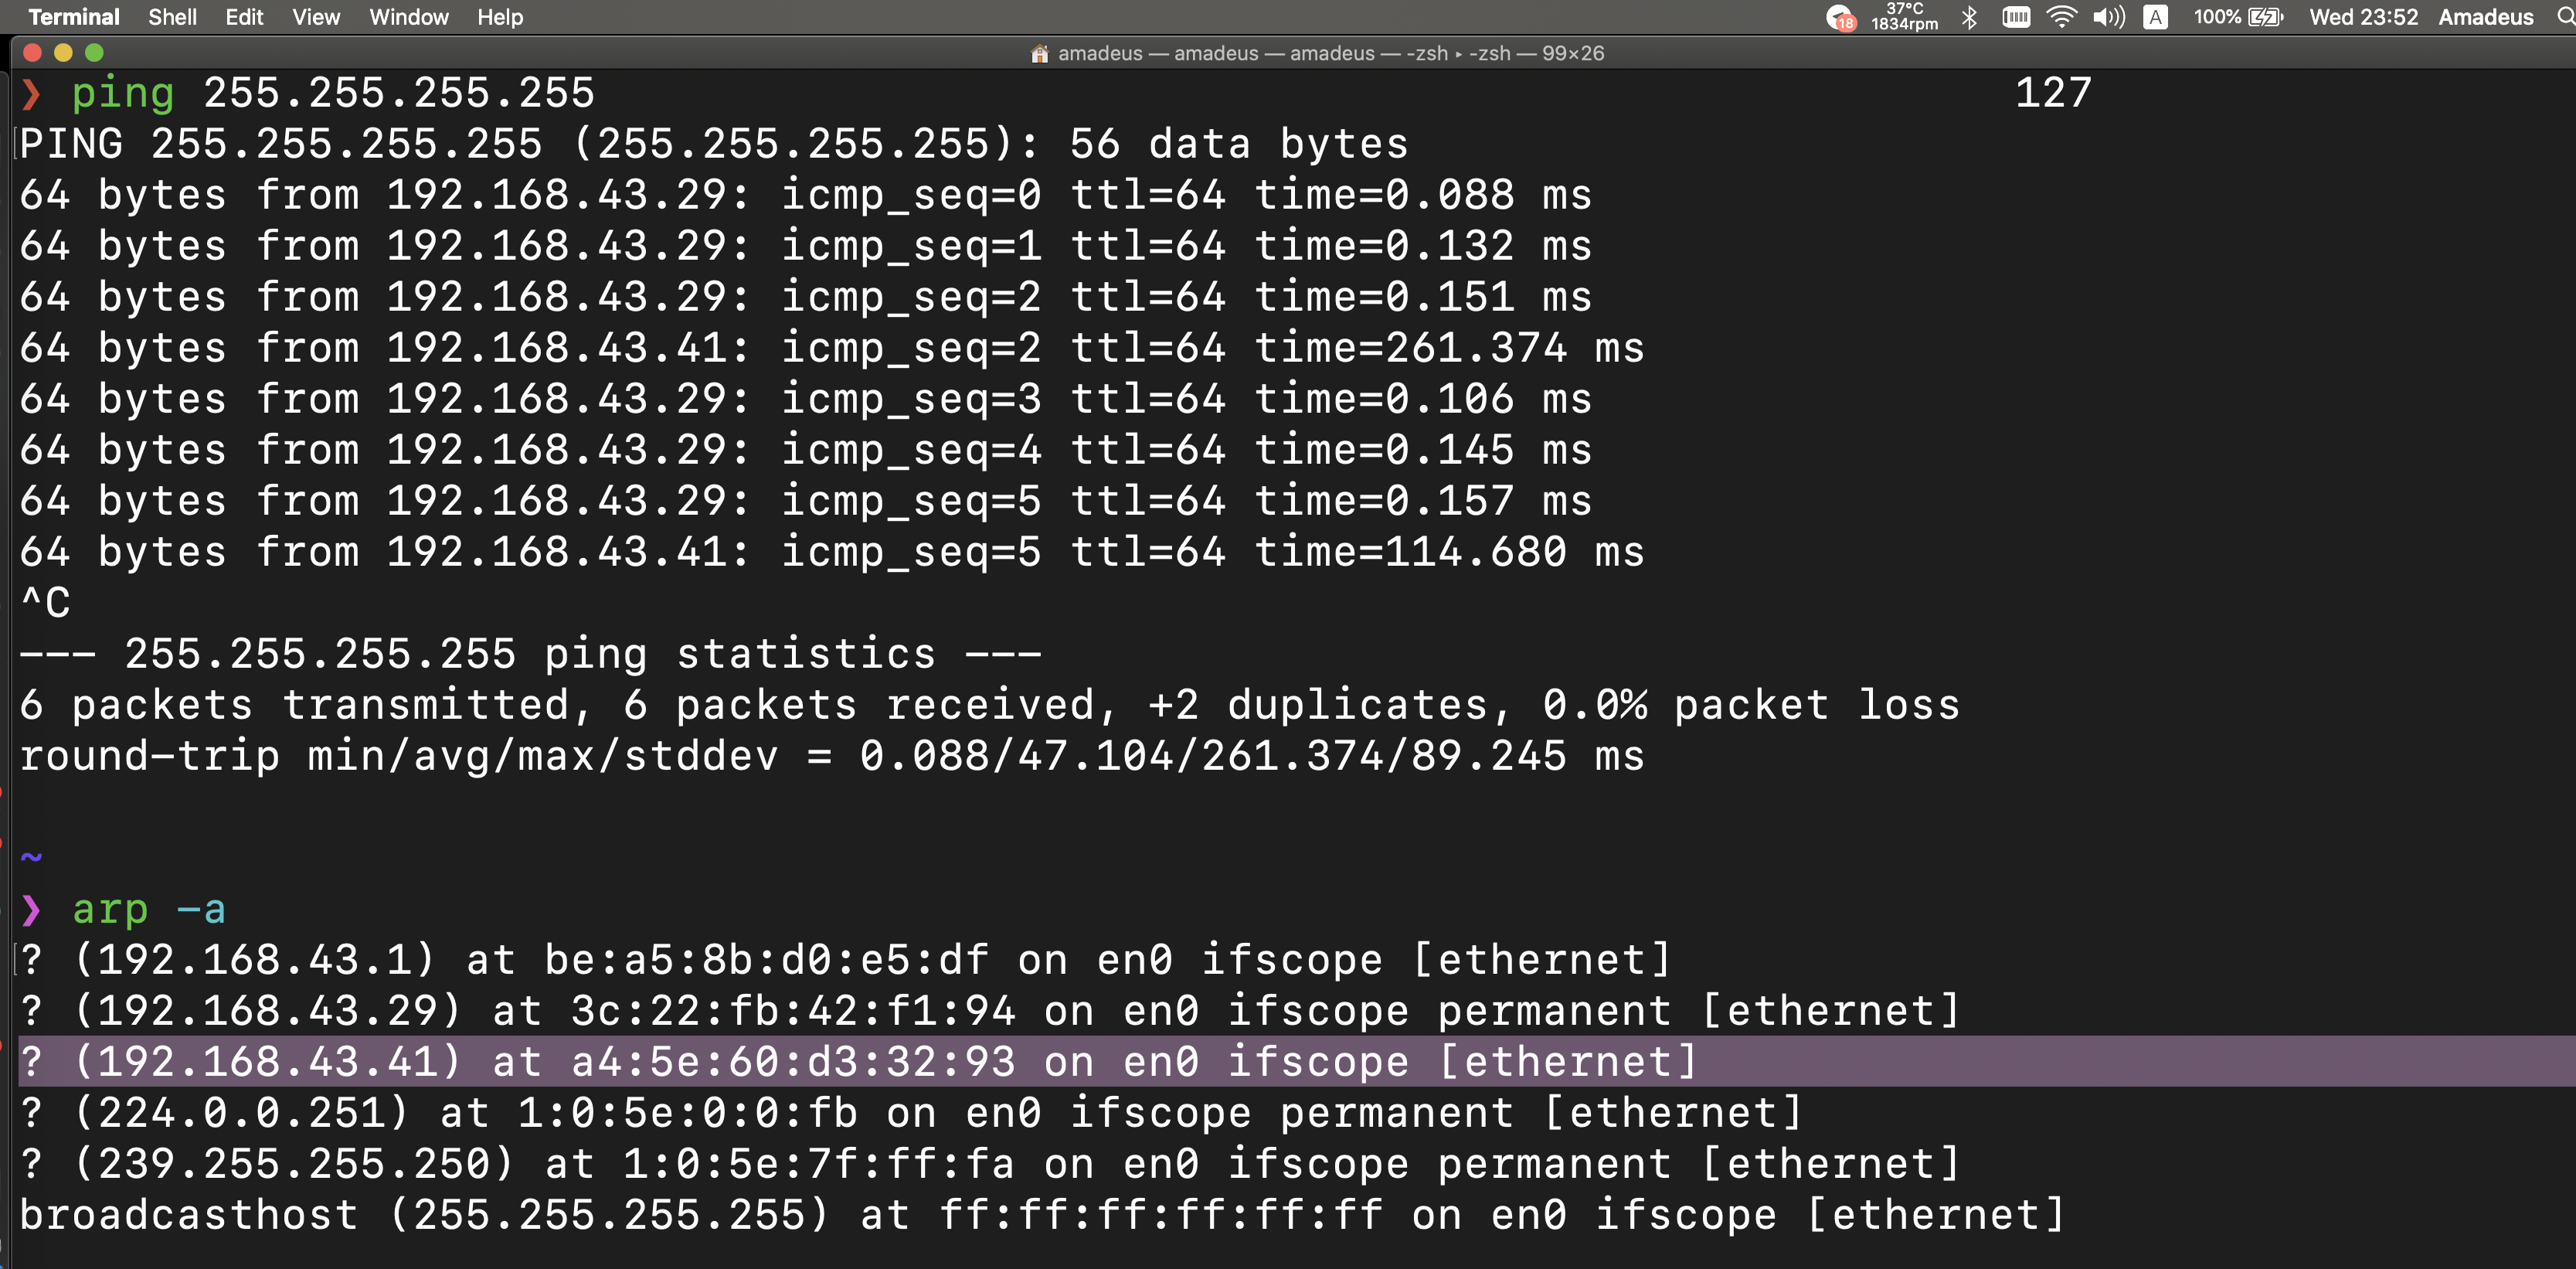 Terminal Shell Edit View Window Help 18 37°C 1834rpm A 100% Wed 23:52 Amadeus
amadeus — amadeus — amadeus — -zsh ▸ -zsh — 99×26
❯ ping 255.255.255.255 127
PING 255.255.255.255 (255.255.255.255): 56 data bytes
64 bytes from 192.168.43.29: icmp_seq=0 ttl=64 time=0.088 ms
64 bytes from 192.168.43.29: icmp_seq=1 ttl=64 time=0.132 ms
64 bytes from 192.168.43.29: icmp_seq=2 ttl=64 time=0.151 ms
64 bytes from 192.168.43.41: icmp_seq=2 ttl=64 time=261.374 ms
64 bytes from 192.168.43.29: icmp_seq=3 ttl=64 time=0.106 ms
64 bytes from 192.168.43.29: icmp_seq=4 ttl=64 time=0.145 ms
64 bytes from 192.168.43.29: icmp_seq=5 ttl=64 time=0.157 ms
64 bytes from 192.168.43.41: icmp_seq=5 ttl=64 time=114.680 ms
^C
--- 255.255.255.255 ping statistics ---
6 packets transmitted, 6 packets received, +2 duplicates, 0.0% packet loss
round-trip min/avg/max/stddev = 0.088/47.104/261.374/89.245 ms
~
❯ arp -a
? (192.168.43.1) at be:a5:8b:d0:e5:df on en0 ifscope [ethernet]
? (192.168.43.29) at 3c:22:fb:42:f1:94 on en0 ifscope permanent [ethernet]
? (192.168.43.41) at a4:5e:60:d3:32:93 on en0 ifscope [ethernet]
? (224.0.0.251) at 1:0:5e:0:0:fb on en0 ifscope permanent [ethernet]
? (239.255.255.250) at 1:0:5e:7f:ff:fa on en0 ifscope permanent [ethernet]
broadcasthost (255.255.255.255) at ff:ff:ff:ff:ff:ff on en0 ifscope [ethernet]